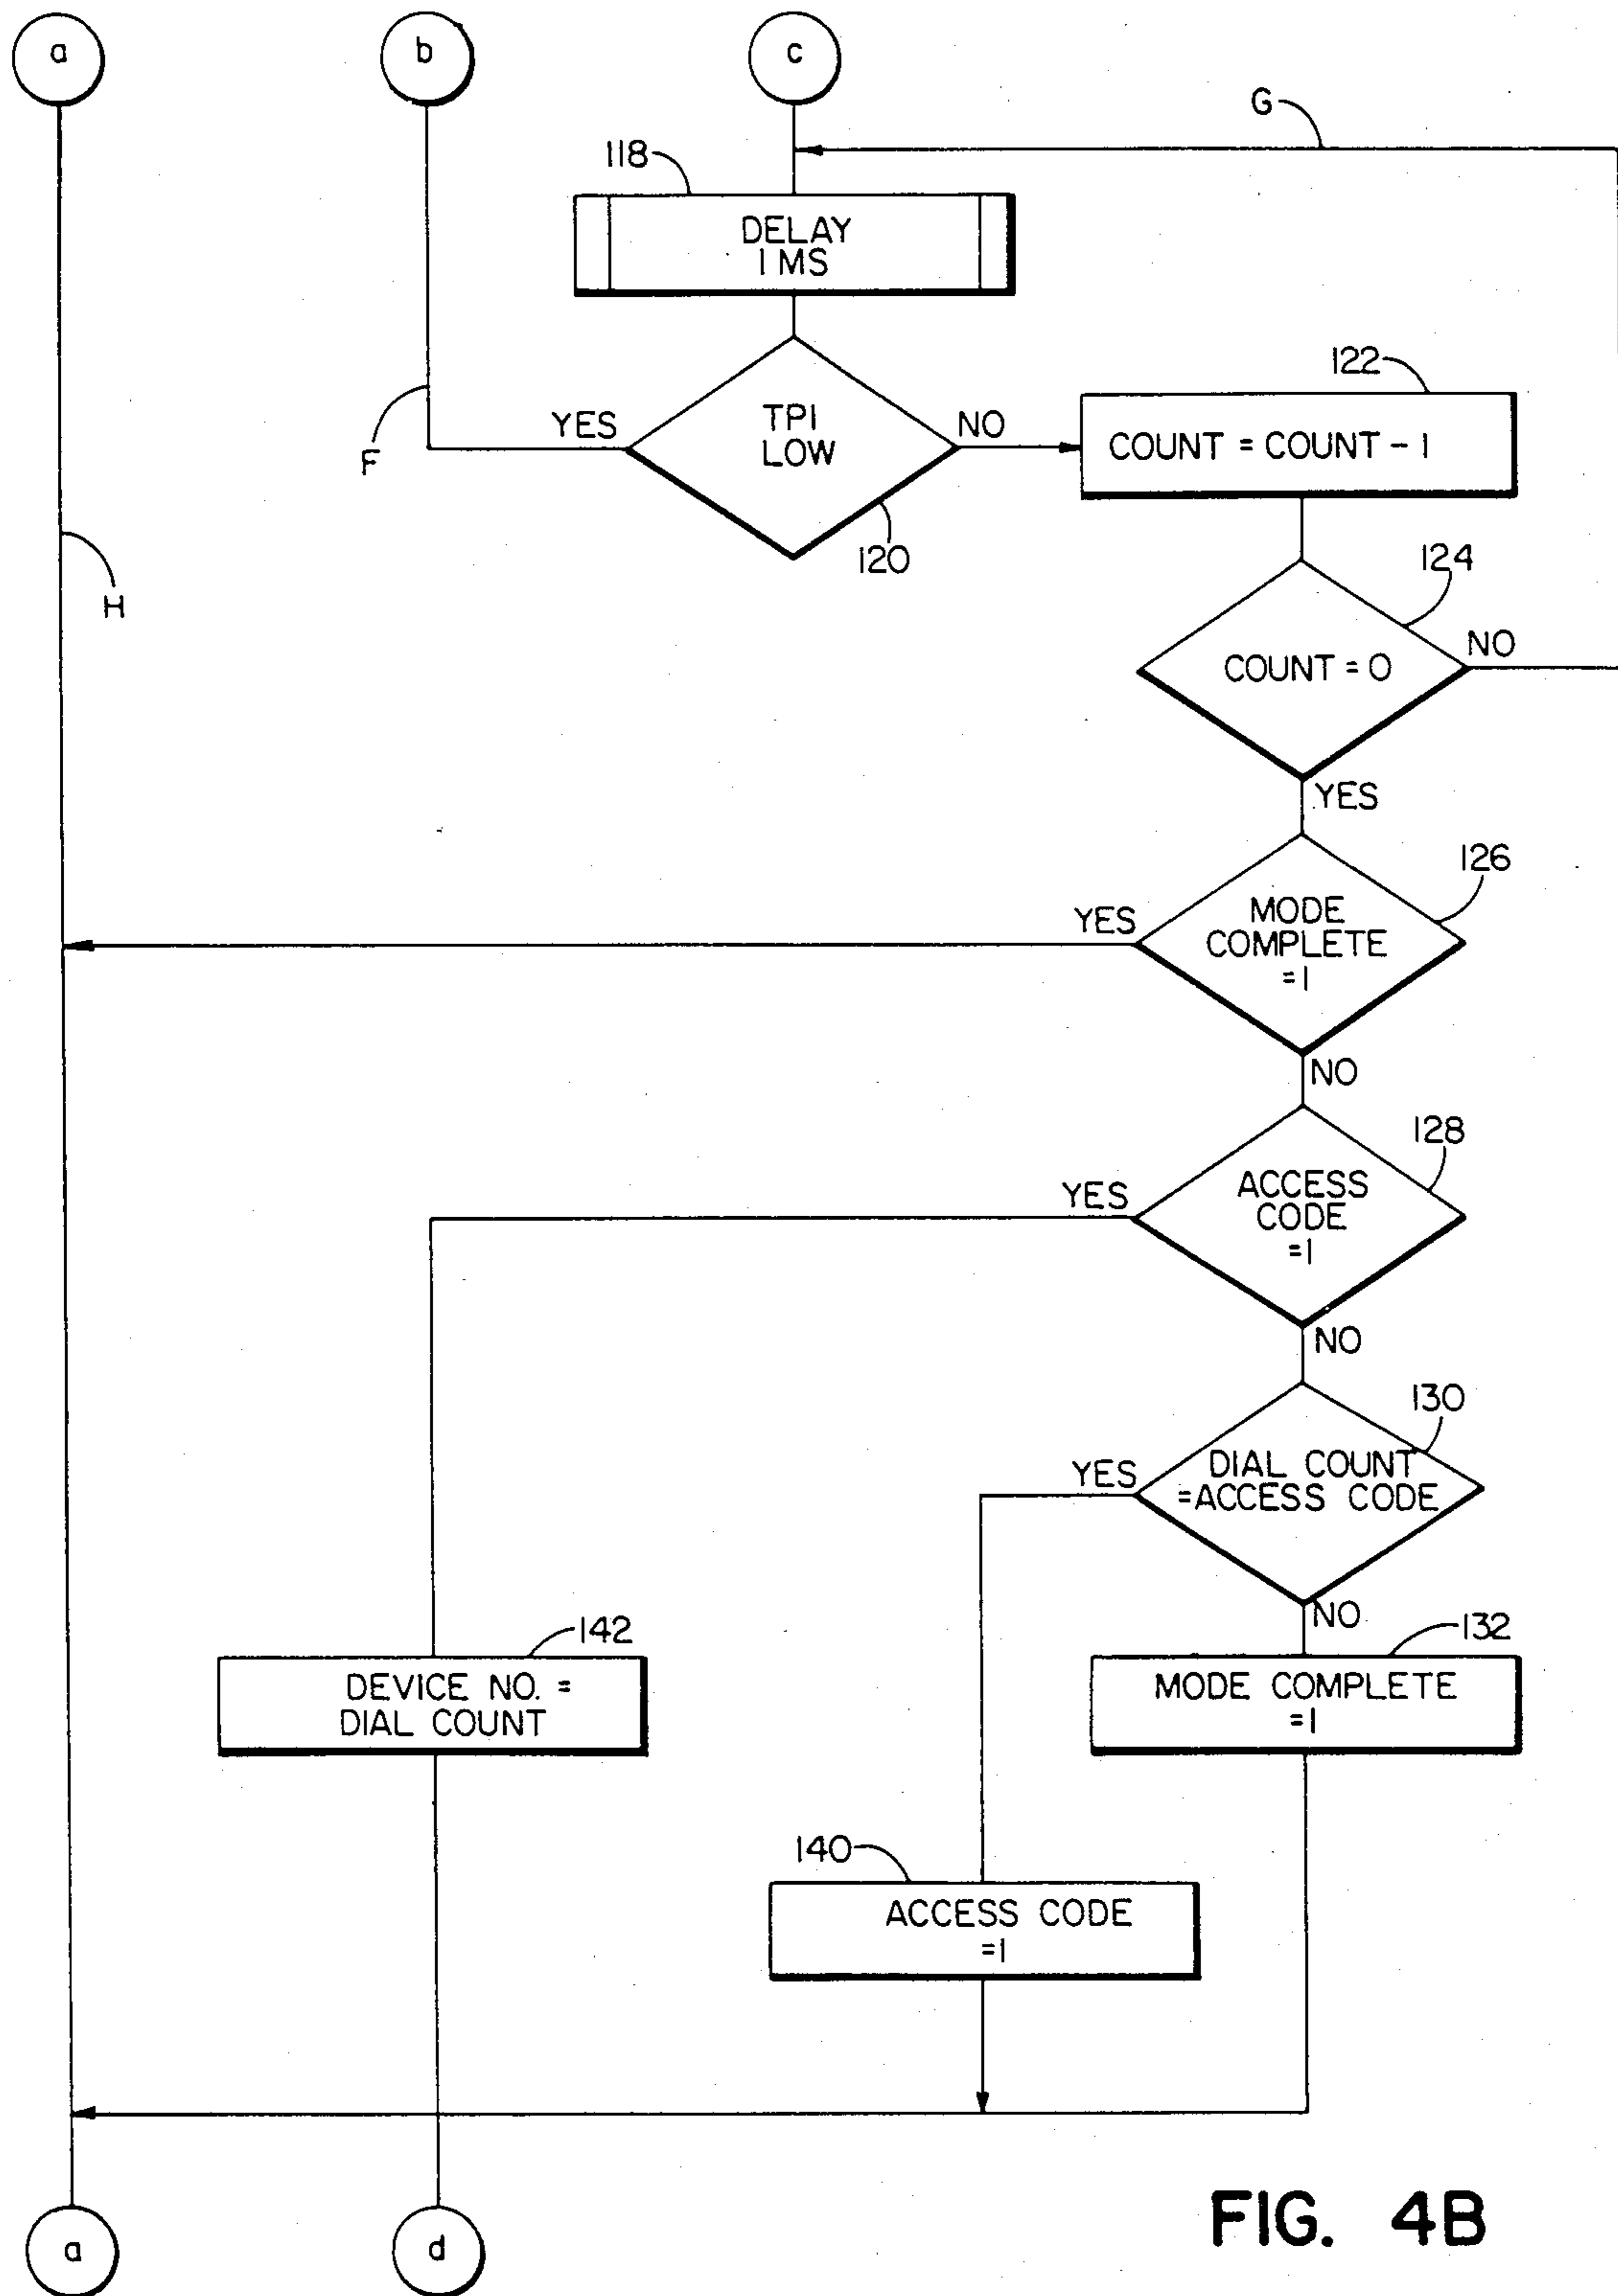 a
b
c
G
118
DELAY
1 MS
122
YES
TPI
LOW
NO
COUNT = COUNT - 1
F
120
124
H
COUNT = 0
NO
YES
126
YES
MODE
COMPLETE
=1
NO
128
YES
ACCESS
CODE
=1
NO
130
YES
DIAL COUNT
=ACCESS CODE
NO
142
132
DEVICE NO. =
DIAL COUNT
MODE COMPLETE
=1
140
ACCESS CODE
=1
a
d
FIG. 4B